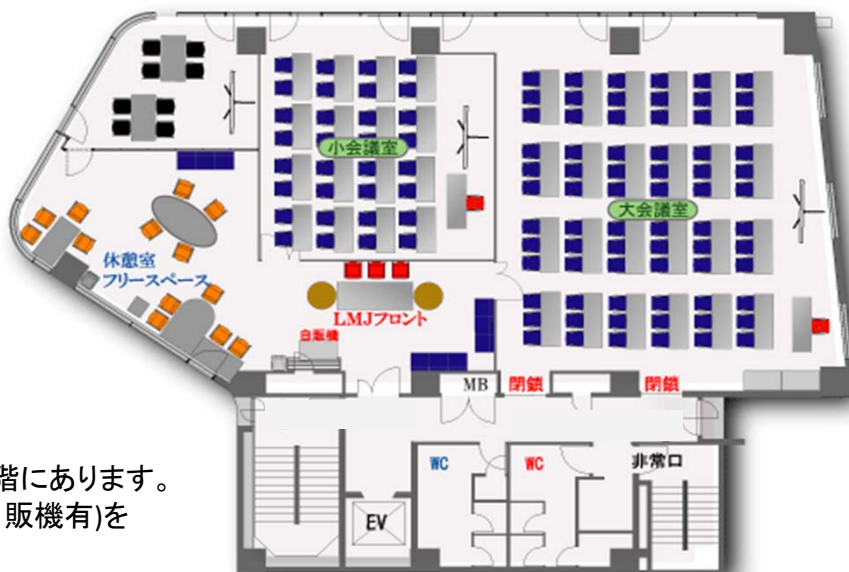 小会議室
大会議室
休憩室
フリースペース
LMJフロント
自販機
MB
閉鎖
閉鎖
WC
WC
非常口
EV
階にあります。
販機有)を